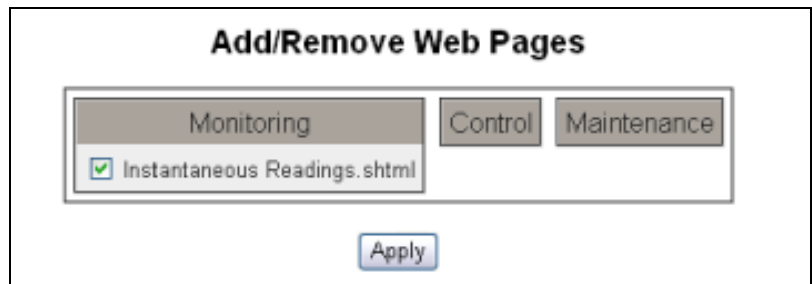 Add/Remove Web Pages
Monitoring Control Maintenance
Instantaneous Readings.shtml
Apply